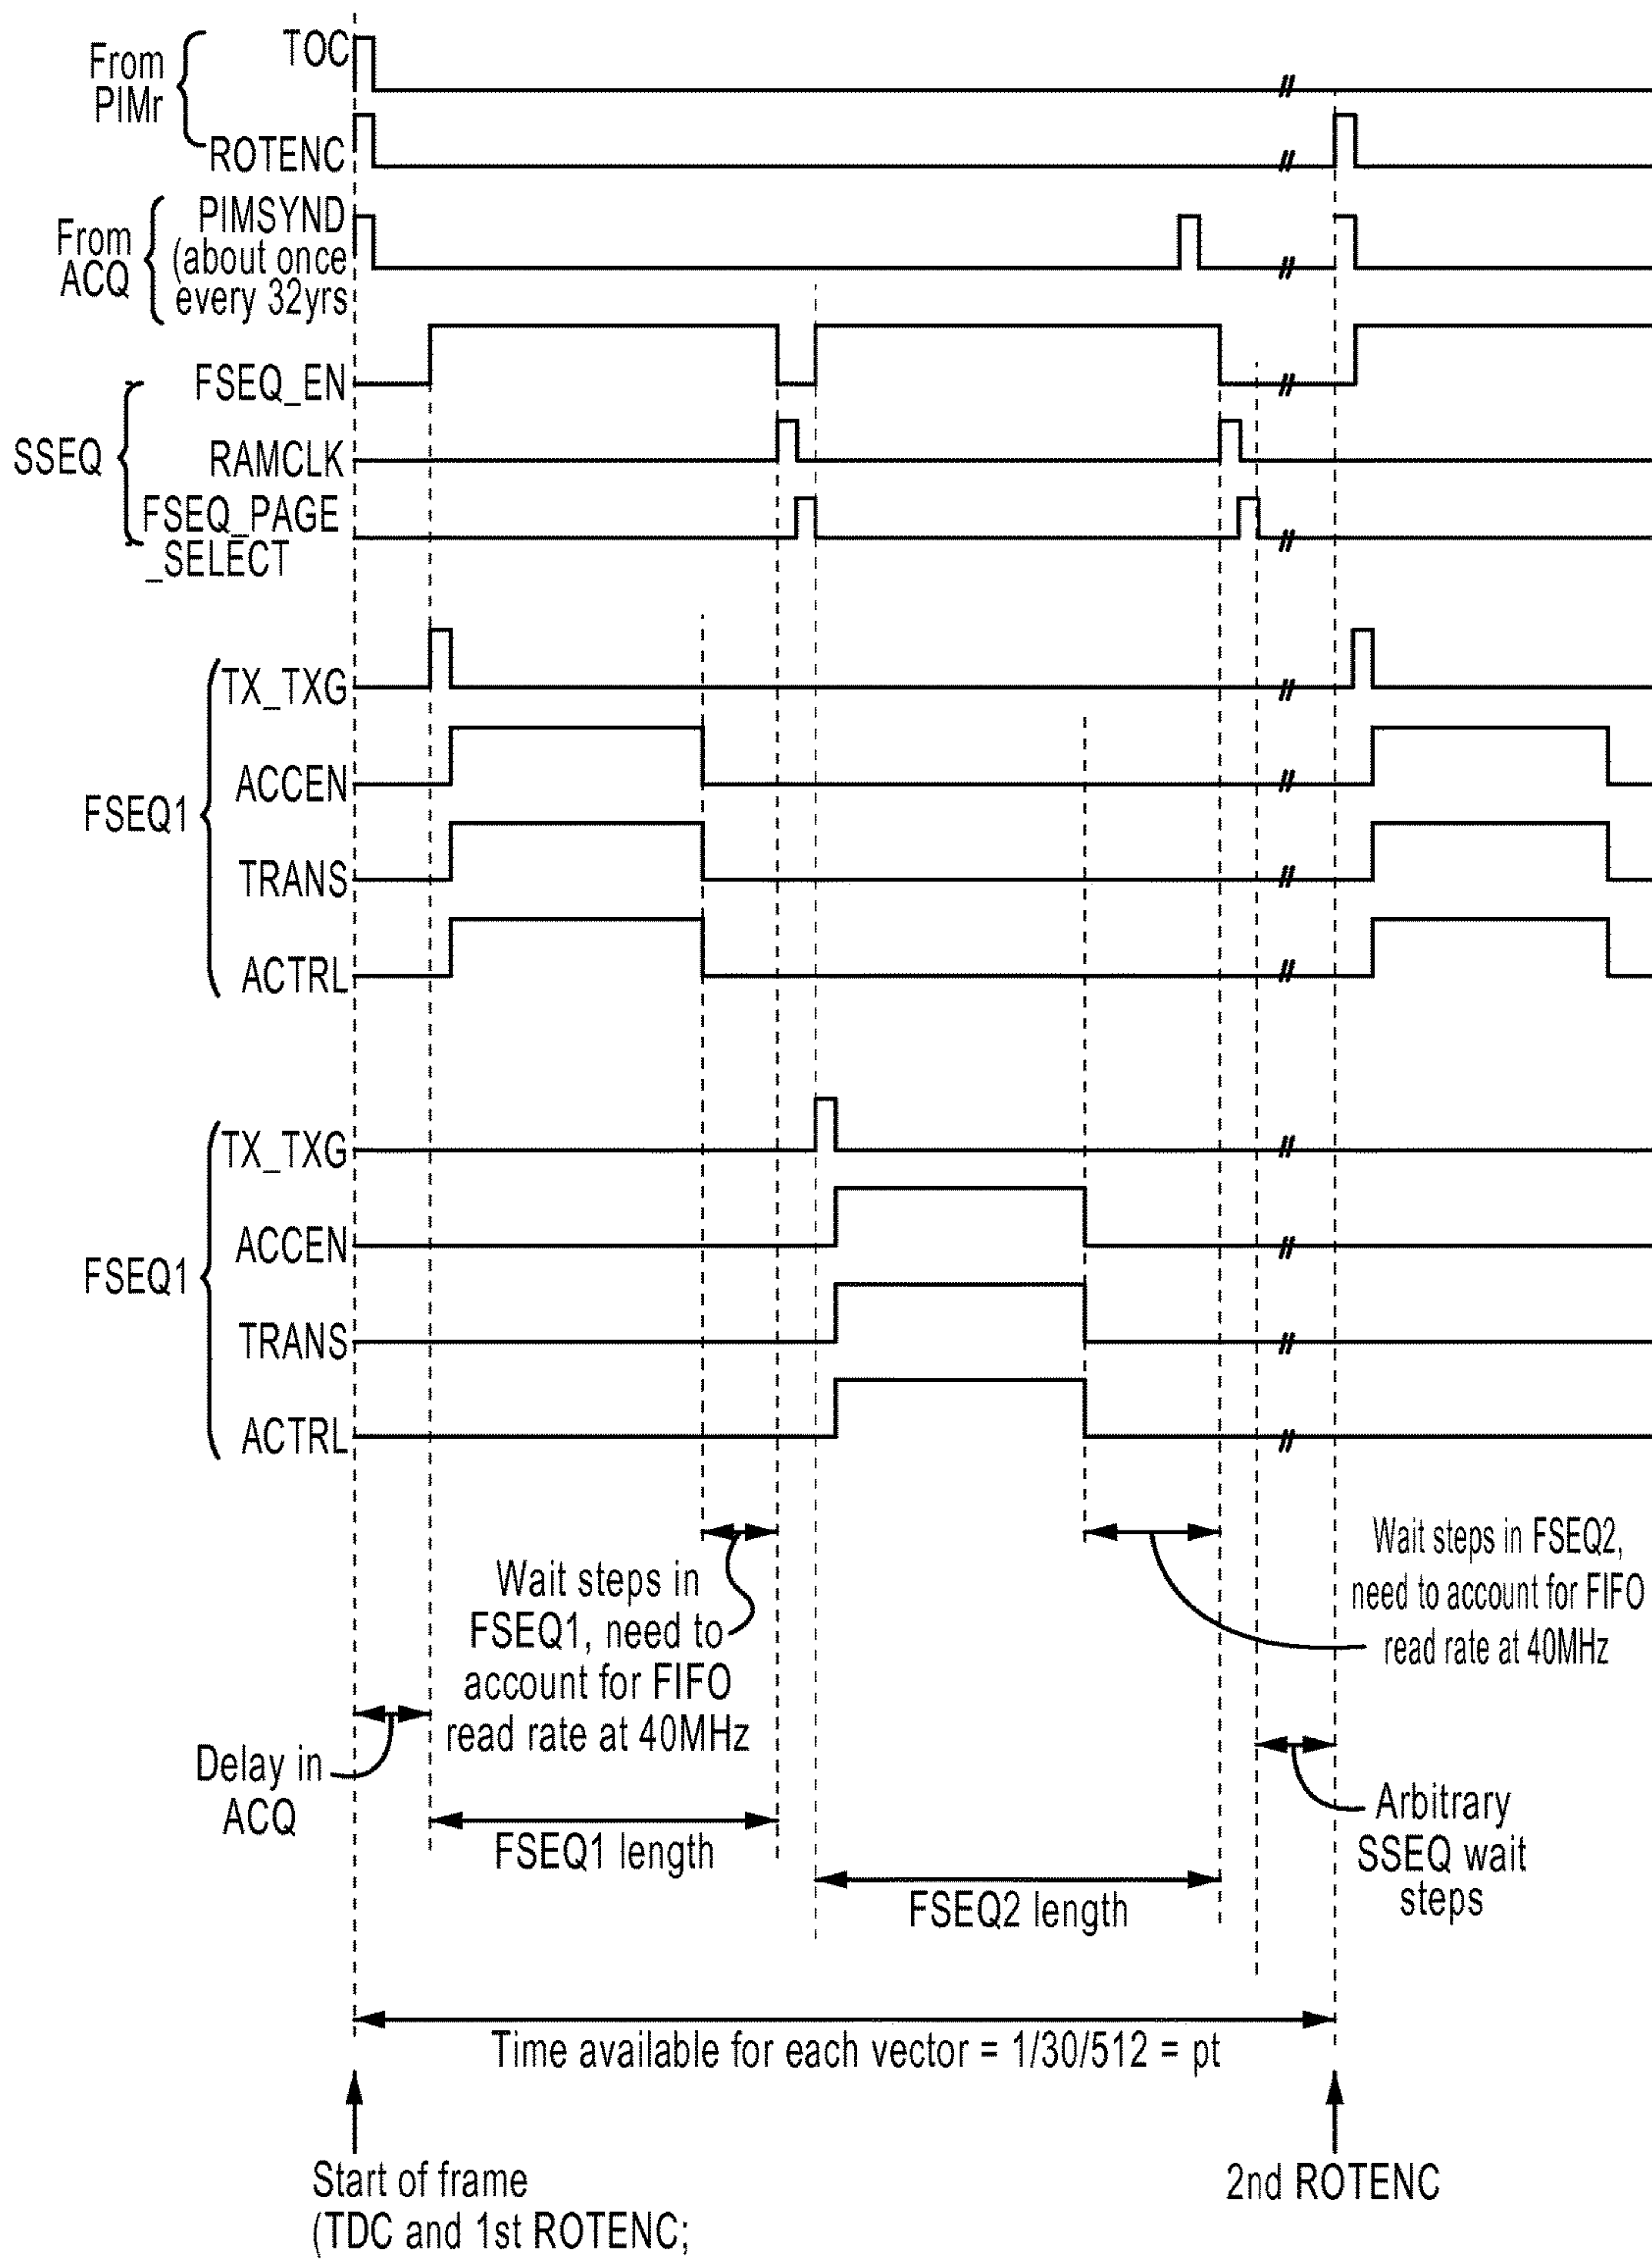 TOC
From
PIMr
ROTENC
PIMSYND
From
ACQ
(about once
every 32yrs
FSEQ_EN
SSEQ
RAMCLK
FSEQ_PAGE
_SELECT
TX_TXG
ACCEN
FSEQ1
TRANS
ACTRL
TX_TXG
ACCEN
FSEQ1
TRANS
ACTRL
Wait steps in
FSEQ1, need to
account for FIFO
read rate at 40MHz
Wait steps in FSEQ2,
need to account for FIFO
read rate at 40MHz
Delay in
ACQ
Arbitrary
SSEQ wait
steps
FSEQ1 length
FSEQ2 length
Time available for each vector = 1/30/512 = pt
Start of frame
(TDC and 1st ROTENC;
2nd ROTENC